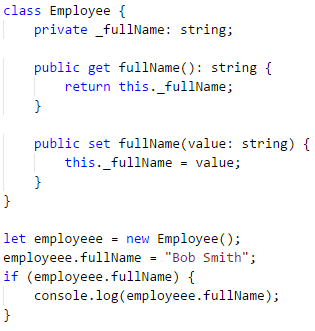 class Employee {
    private _fullName: string;

    public get fullName(): string {
        return this._fullName;
    }

    public set fullName(value: string) {
        this._fullName = value;
    }
}

let employeee = new Employee();
employeee.fullName = "Bob Smith";
if (employeee.fullName) {
    console.log(employeee.fullName);
}